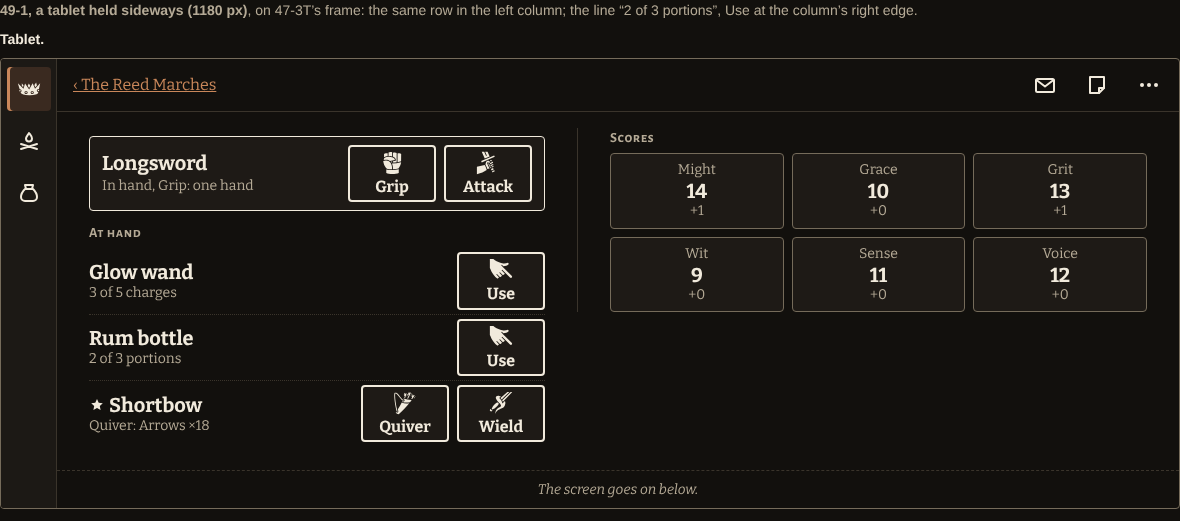 49-1, a tablet held sideways (1180 px), on 47-3T’s frame: the same row in the left column; the line “2 of 3 portions”, Use at the column’s right edge.
Tablet.
‹ The Reed Marches
Longsword
In hand, Grip: one hand
Grip
Attack
At hand
Glow wand
3 of 5 charges
Use
Rum bottle
2 of 3 portions
Use
Shortbow
Quiver: Arrows ×18
Quiver
Wield
Scores
Might
14
+1
Grace
10
+0
Grit
13
+1
Wit
9
+0
Sense
11
+0
Voice
12
+0
The screen goes on below.